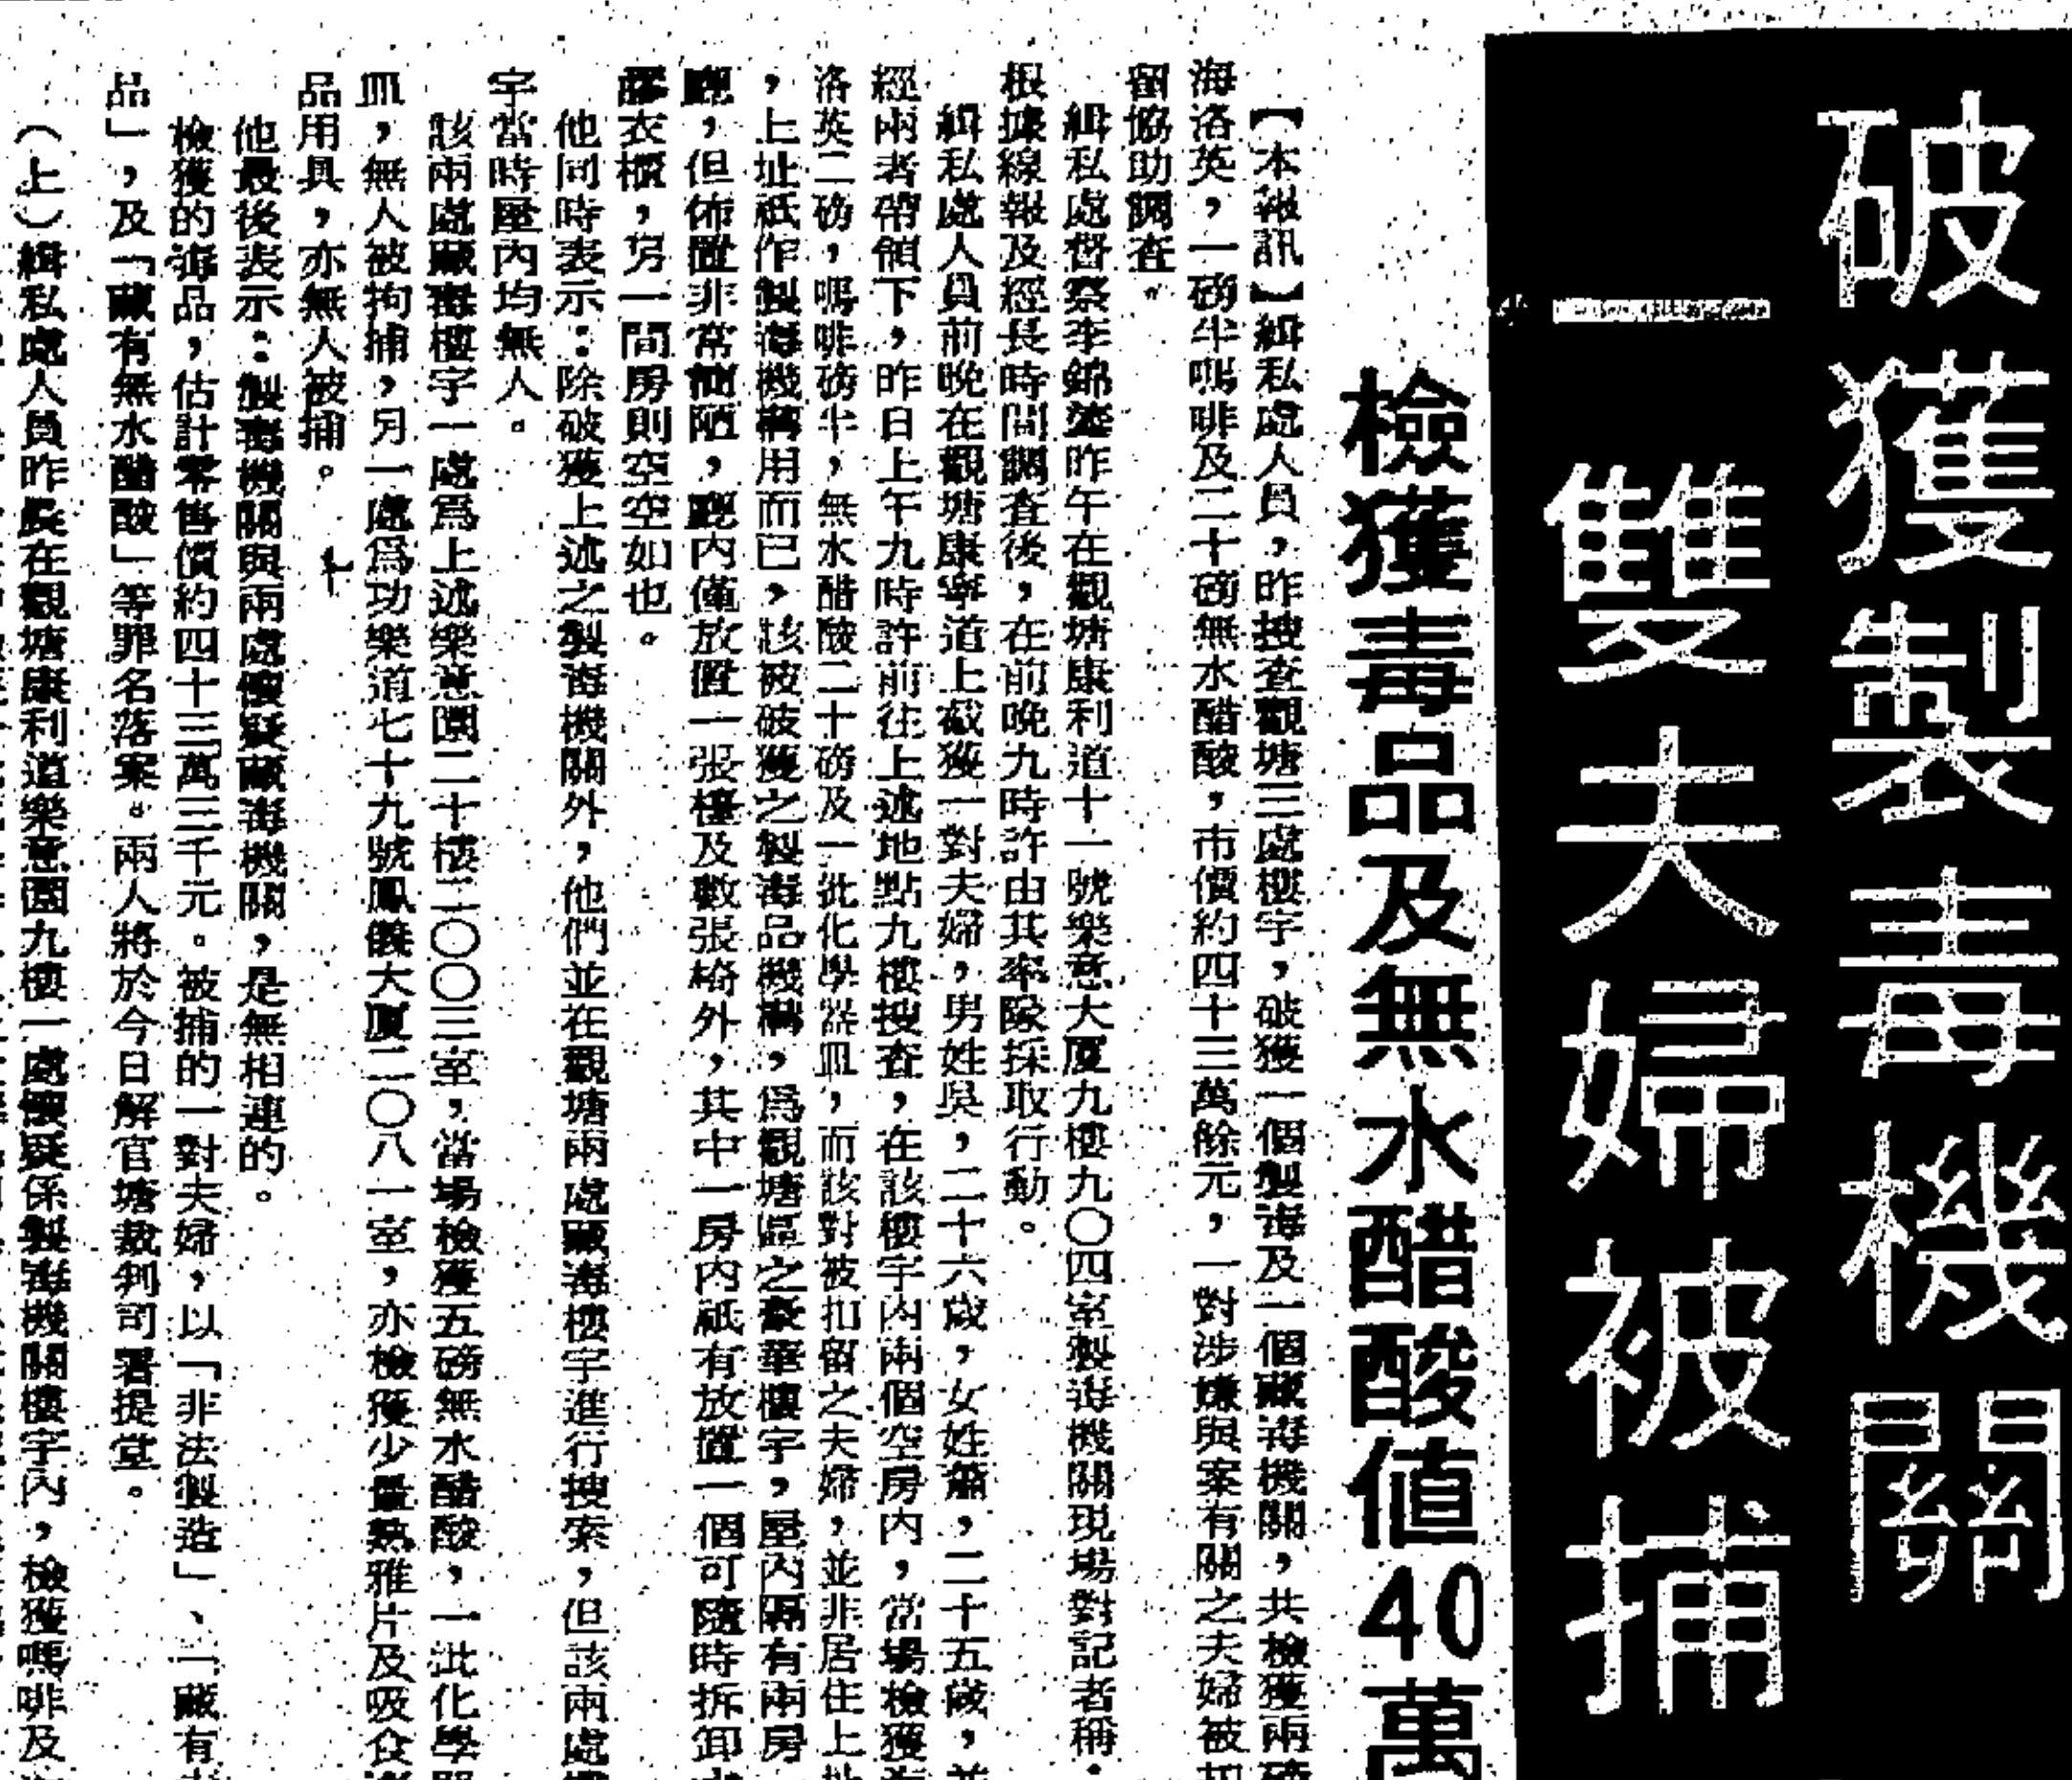 破獲製毒機關
一雙夫婦被捕
檢獲毒品及無水醋酸值40萬
【本報訊】緝私處人員，昨搜查觀塘三處樓宇，破獲一個製毒及二個藏毒機關，共檢獲兩磅
海洛英，一磅半嗎啡及二十磅無水醋酸，市價約四十三萬餘元，一對涉嫌與案有關之夫婦被扣
留協助調查。
緝私處督察李錦 昨午在觀塘康利道十一號樂意大厦九樓九〇四室製毒機關現場對記者稱：
根據線報及經長時間調查後，在前晚九時許由其率隊採取行動。
緝私處人員前晚在觀塘康寧道上截獲一對夫婦，男姓吳，二十六歲，女姓蕭，二十五歲，並
經兩者帶領下，昨日上午九時許前往上述地點九樓搜查，在該樓宇內兩個空房內，當場檢獲海
洛英二磅，嗎啡磅半，無水醋酸二十磅及一批化學器皿，而該對被扣留之夫婦，並非居住上址
，上址祇作製毒機構用而已，該被破獲之製毒品機構，爲觀塘區之豪華樓宇，屋內隔有兩房
廳，但佈置非常簡陋，廳內僅放置一張檯及數張椅外，其中一房內祇有放置一個可隨時拆卸
膠衣櫃，另一間房則空空如也。
他同時表示：除破獲上述之製毒機關外，他們並在觀塘兩處藏毒樓宇進行搜索，但該兩處樓
宇當時屋內均無人。
該兩處藏毒樓宇一處爲上述樂意園二十樓二〇〇三室，當場檢獲五磅無水醋酸，一批化學器
皿，無人被拘捕，另一處爲功樂道七十九號鳳儀大厦二〇八一室，亦檢獲少量熟雅片及吸食毒
品用具，亦無人被捕。
他最後表示：製毒機關與兩處懷疑藏毒機關，是無相連的。
檢獲的毒品，估計零售價約四十三萬三千元。被捕的一對夫婦，以「非法製造」、「藏有毒
品」，及「藏有無水醋酸」等罪名落案。兩人將於今日解官塘裁判司署提堂。
（上）緝私處人員昨晨在觀塘康利道樂意園九樓一處懷疑係製毒機關樓宇內，檢獲嗎啡及